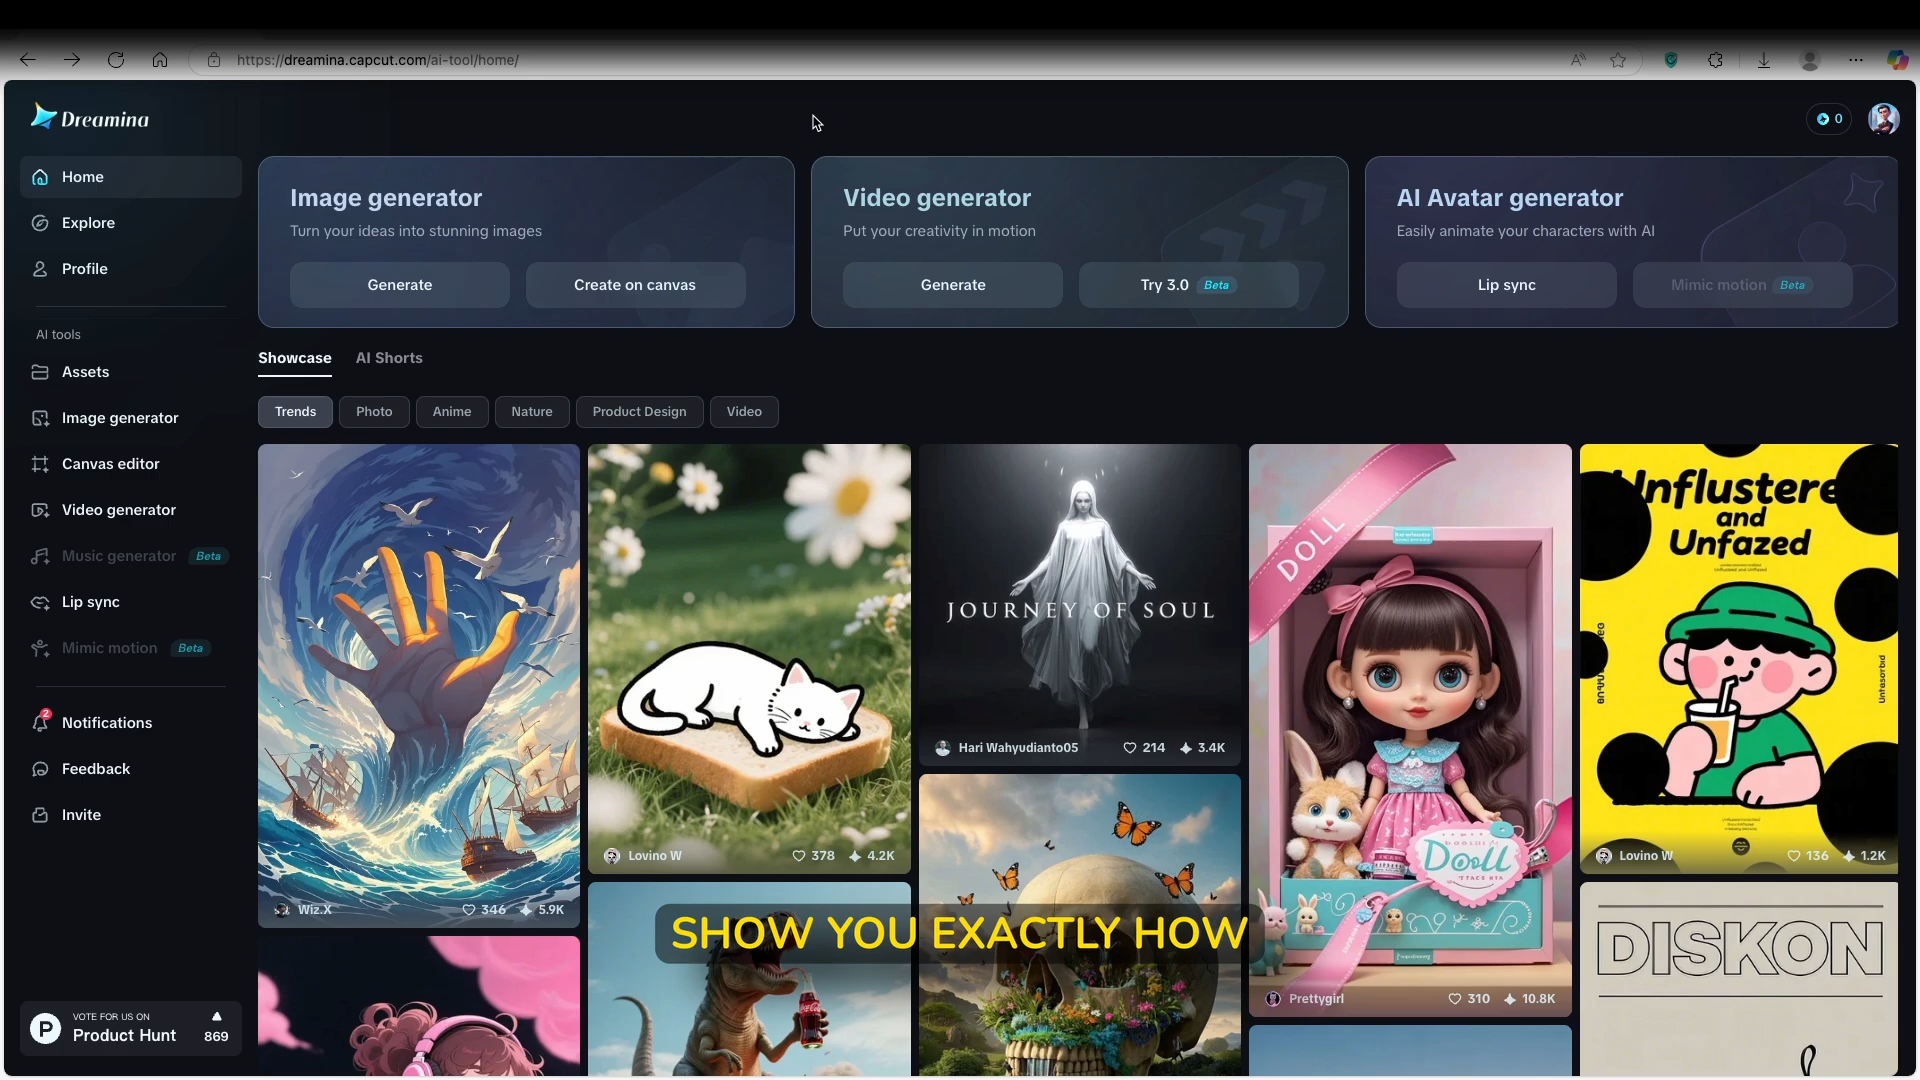 https://dreamina.capcut.com/ai-tool/home/
Dreamina
0
Home
Explore
Profile
AI tools
Assets
Image generator
Canvas editor
Video generator
Music generator Beta
Lip sync
Mimic motion Beta
2
Notifications
Feedback
Invite
P
VOTE FOR US ON
Product Hunt
869
Image generator
Turn your ideas into stunning images
Generate
Create on canvas
Video generator
Put your creativity in motion
Generate
Try 3.0 Beta
AI Avatar generator
Easily animate your characters with AI
Lip sync
Mimic motion Beta
Showcase
AI Shorts
Trends
Photo
Anime
Nature
Product Design
Video
Wiz.X 346 5.9K
Lovino W 378 4.2K
JOURNEY OF SOUL
Hari Wahyudianto05 214 3.4K
DOLL
Dooll
Prettygirl 310 10.8K
Unflustere
and
Unfazed
Lovino W 136 1.2K
DISKON
SHOW YOU EXACTLY HOW